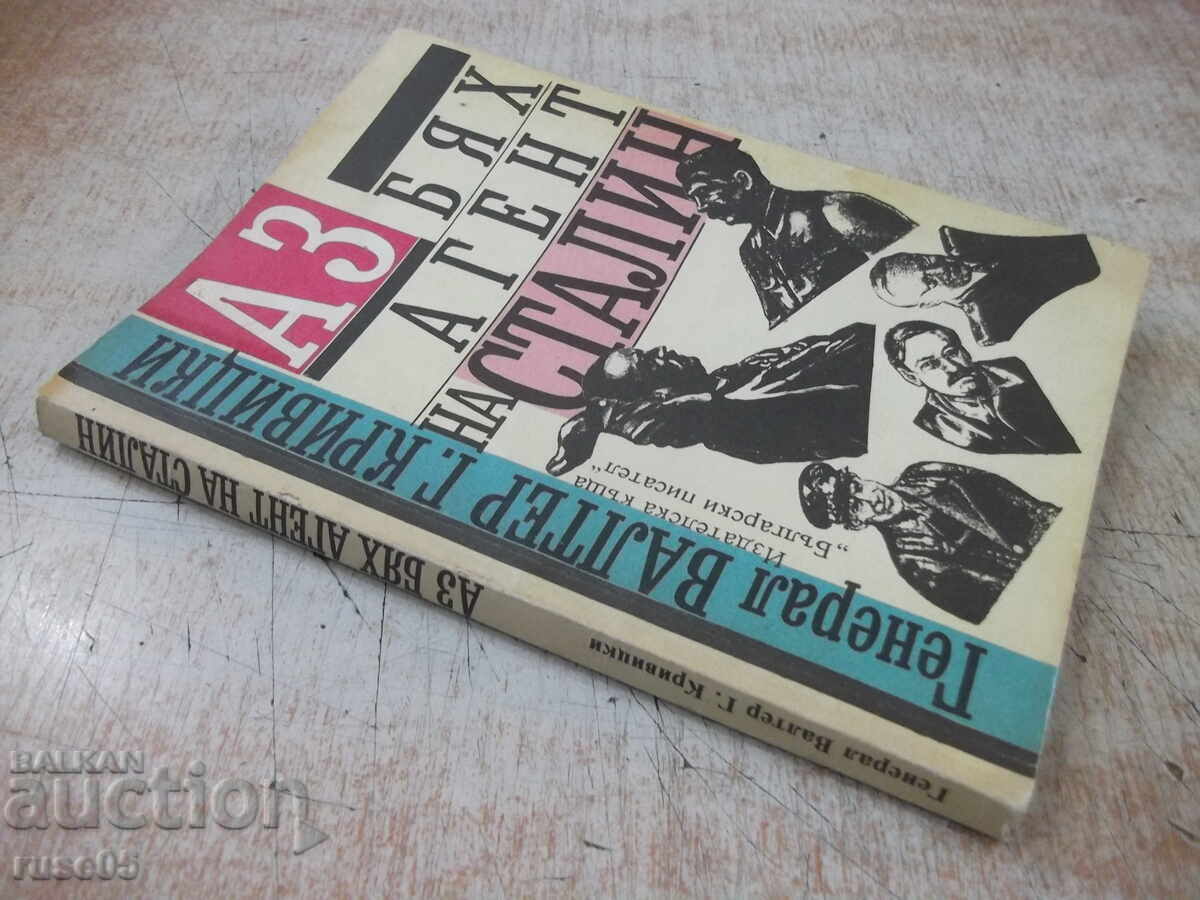 Генерал ВАЛТЕР Г. КРИВИЦКИ
АЗ
БЯХ
АГЕНТ
НА СТАЛИН
Издателска къща
„Български писател“
Генерал Валтер Г. Кривицки
АЗ БЯХ АГЕНТ НА СТАЛИН
BALKAN
auction
ruse05